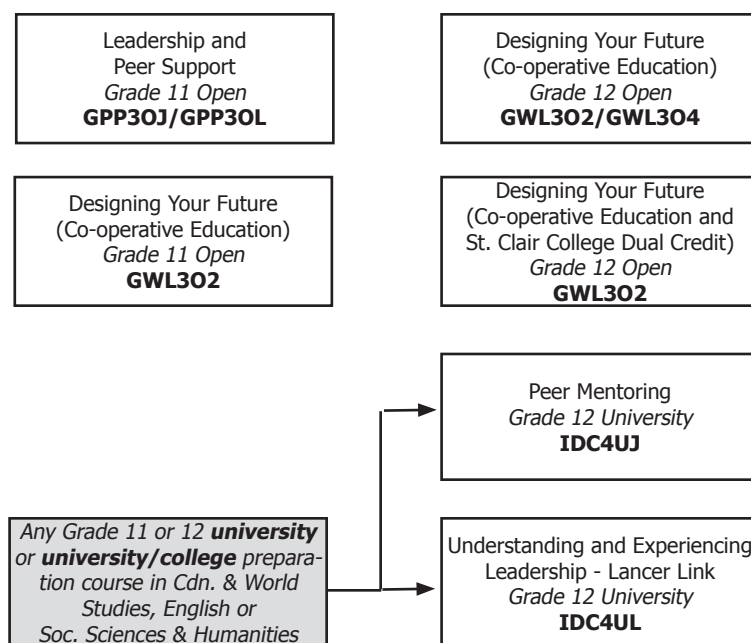 Leadership and
Peer Support
Grade 11 Open
GPP3OJ/GPP3OL
Designing Your Future
(Co-operative Education)
Grade 12 Open
GWL3O2/GWL3O4
Designing Your Future
(Co-operative Education)
Grade 11 Open
GWL3O2
Designing Your Future
(Co-operative Education and
St. Clair College Dual Credit)
Grade 12 Open
GWL3O2
Peer Mentoring
Grade 12 University
IDC4UJ
Any Grade 11 or 12 university
or university/college prepara-
tion course in Cdn. & World
Studies, English or
Soc. Sciences & Humanities
Understanding and Experiencing
Leadership - Lancer Link
Grade 12 University
IDC4UL